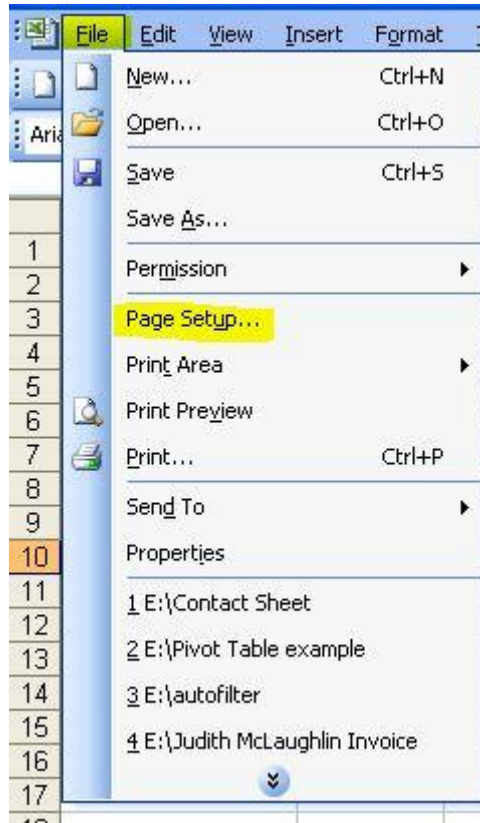 File Edit View Insert Format
New... Ctrl+N
Open... Ctrl+O
Aria
Save Ctrl+S
Save As...
Permission
Page Setup...
Print Area
Print Preview
Print... Ctrl+P
Send To
Properties
1 E:\Contact Sheet
2 E:\Pivot Table example
3 E:\autofilter
4 E:\Judith McLaughlin Invoice
1
2
3
4
5
6
7
8
9
10
11
12
13
14
15
16
17